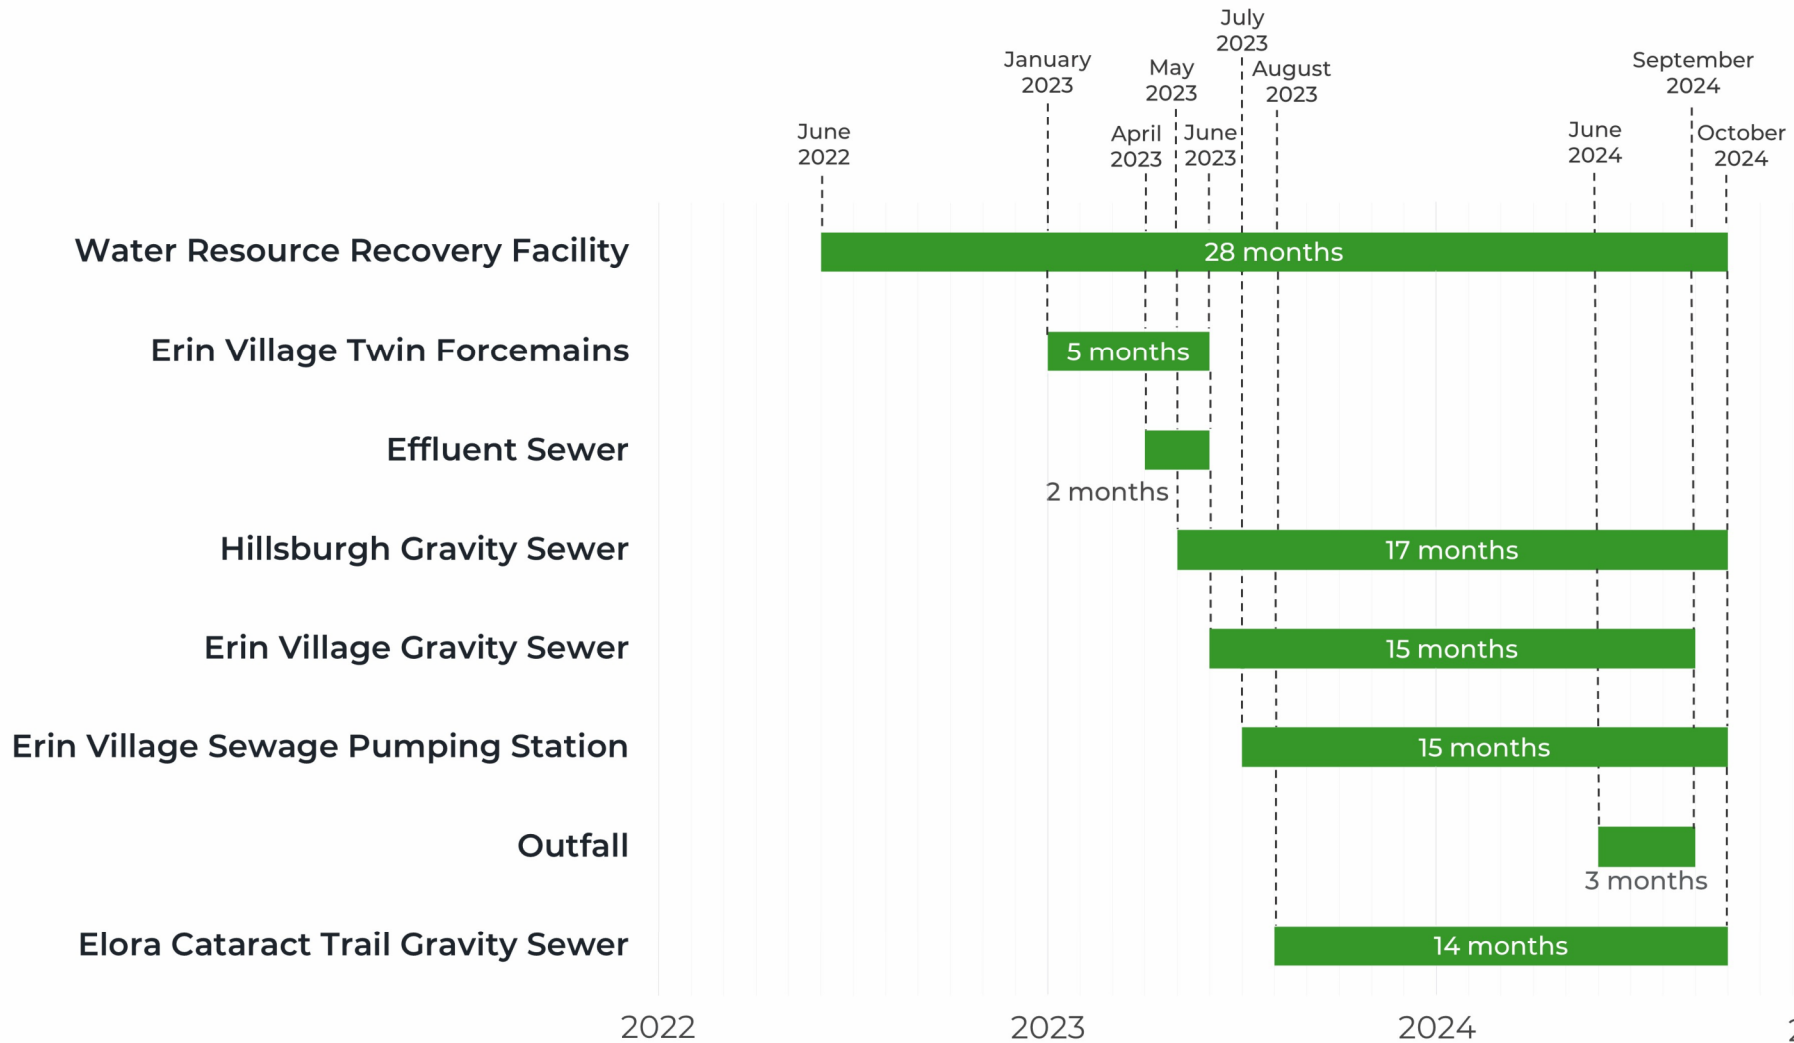 July
2023
January
2023
May
2023
August
2023
September
2024
June
2022
April
2023
June
2023
June
2024
October
2024
Water Resource Recovery Facility
28 months
Erin Village Twin Forcemains
5 months
Effluent Sewer
2 months
Hillsburgh Gravity Sewer
17 months
Erin Village Gravity Sewer
15 months
Erin Village Sewage Pumping Station
15 months
Outfall
3 months
Elora Cataract Trail Gravity Sewer
14 months
2022
2023
2024